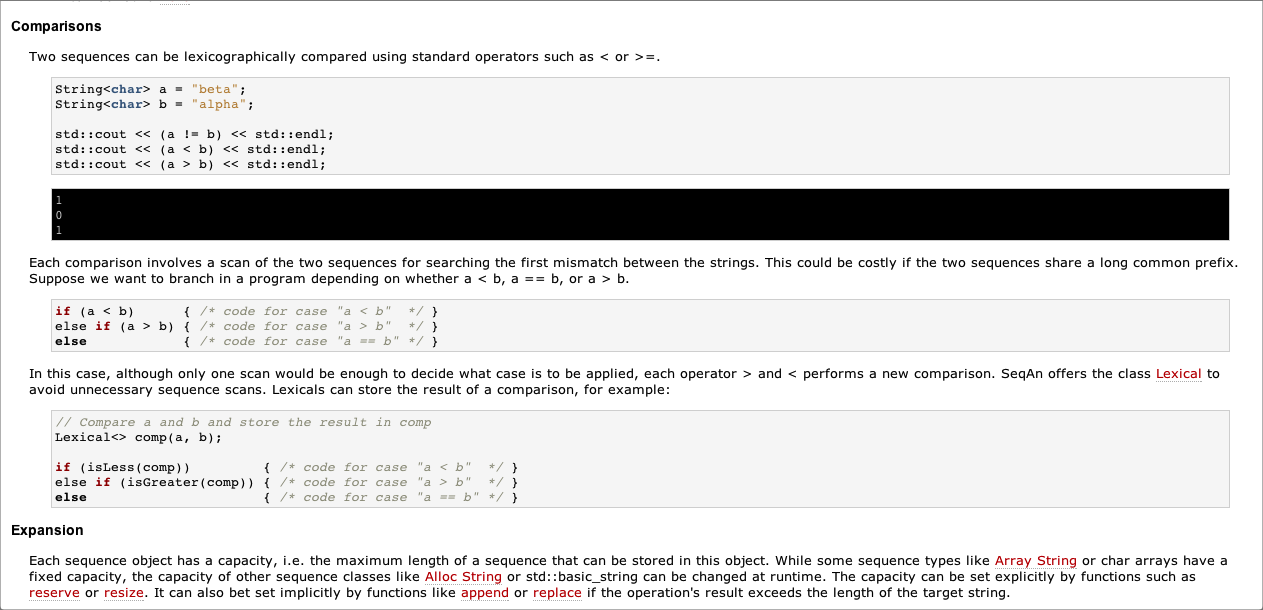 Comparisons
Two sequences can be lexicographically compared using standard operators such as < or >=.
String<char> a = "beta";
String<char> b = "alpha";
std::cout << (a != b) << std::endl;
std::cout << (a < b) << std::endl;
std::cout << (a > b) << std::endl;
1
0
1
Each comparison involves a scan of the two sequences for searching the first mismatch between the strings. This could be costly if the two sequences share a long common prefix.
Suppose we want to branch in a program depending on whether a < b, a == b, or a > b.
if (a < b)      { /* code for case "a < b"  */ }
else if (a > b) { /* code for case "a > b"  */ }
else            { /* code for case "a == b" */ }
In this case, although only one scan would be enough to decide what case is to be applied, each operator > and < performs a new comparison. SeqAn offers the class Lexical to
avoid unnecessary sequence scans. Lexicals can store the result of a comparison, for example:
// Compare a and b and store the result in comp
Lexical<> comp(a, b);
if (isLess(comp))         { /* code for case "a < b"  */ }
else if (isGreater(comp)) { /* code for case "a > b"  */ }
else                      { /* code for case "a == b" */ }
Expansion
Each sequence object has a capacity, i.e. the maximum length of a sequence that can be stored in this object. While some sequence types like Array String or char arrays have a
fixed capacity, the capacity of other sequence classes like Alloc String or std::basic_string can be changed at runtime. The capacity can be set explicitly by functions such as
reserve or resize. It can also bet set implicitly by functions like append or replace if the operation's result exceeds the length of the target string.